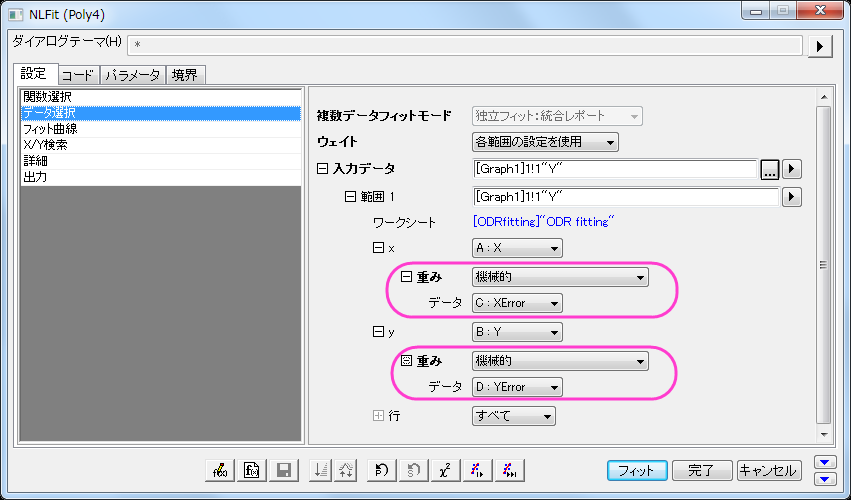 NLFit (Poly4)
ダイアログテーマ(H) *
設定 コード パラメータ 境界
関数選択
データ選択
フィット曲線
X/Y検索
詳細
出力
複数データフィットモード 独立フィット:統合レポート
ウェイト 各範囲の設定を使用
入力データ [Graph1]1!1"Y" ...
範囲 1 [Graph1]1!1"Y"
ワークシート [ODRfitting]"ODR fitting"
x A : X
重み 機械的
データ C : XError
y B : Y
重み 機械的
データ D : YError
行 すべて
フィット 完了 キャンセル